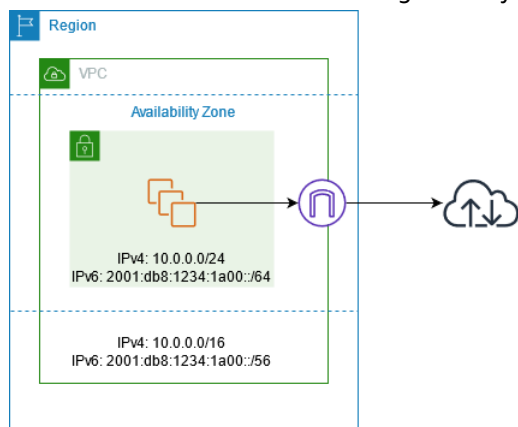 Region
VPC
Availability Zone
IPv4: 10.0.0.0/24
IPv6: 2001:db8:1234:1a00::/64
IPv4: 10.0.0.0/16
IPv6: 2001:db8:1234:1a00::/56